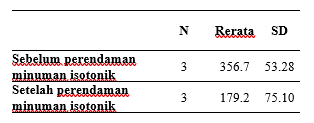 N Rerata SD
Sebelum perendaman
minuman isotonik 3 356.7 53.28
Setelah perendaman
minuman isotonik 3 179.2 75.10